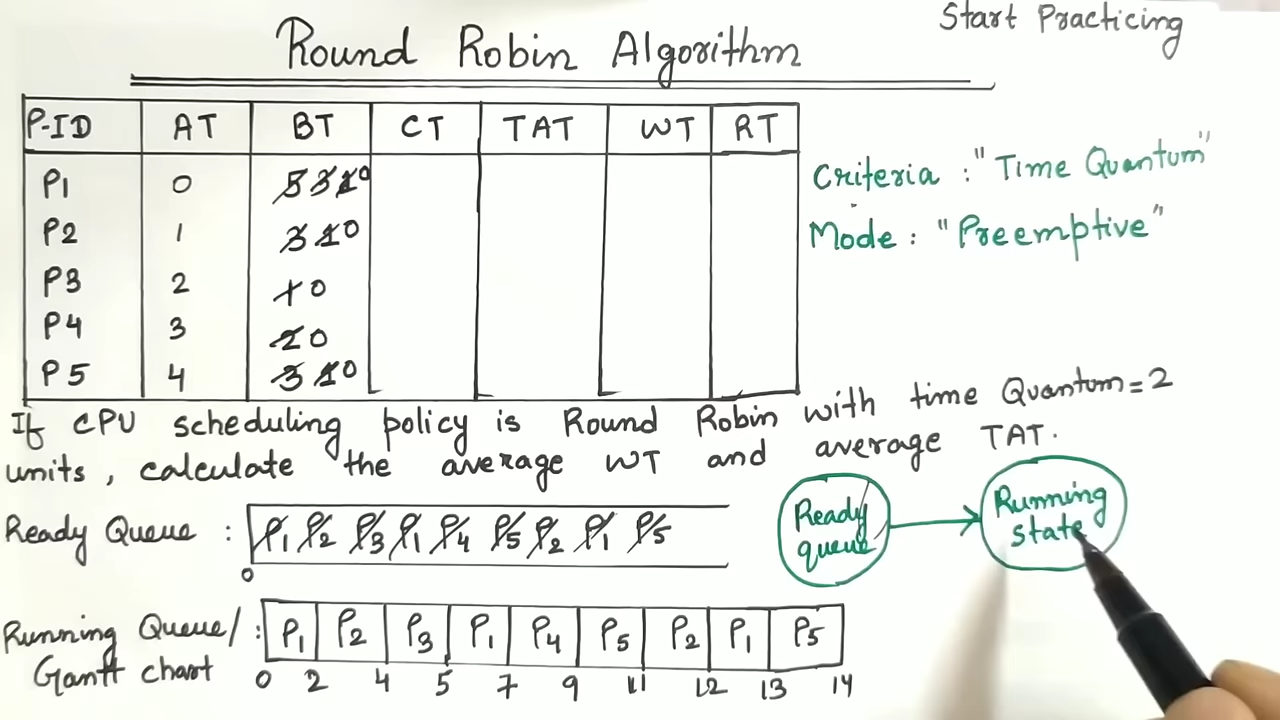 Start Practicing
Round Robin Algorithm
P-ID AT BT CT TAT WT RT
P1 0 5 3 1 0
P2 1 3 1 0
P3 2 1 0
P4 3 2 0
P5 4 3 1 0
Criteria : "Time Quantum"
Mode : "Preemptive"
If CPU scheduling policy is Round Robin with time Quantum = 2
units, calculate the average WT and average TAT.
Ready Queue : P1 P2 P3 P1 P4 P5 P2 P1 P5
0
Ready
queue
Running
state
Running Queue/ : P1 P2 P3 P1 P4 P5 P2 P1 P5
Gantt chart 0 2 4 5 7 9 11 12 13 14